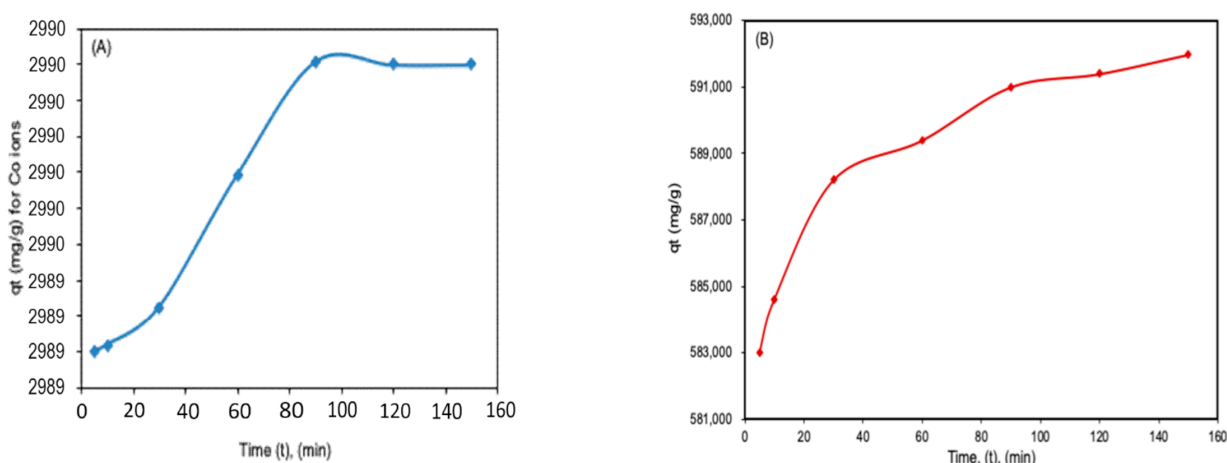 (A)
qt (mg/g) for Co ions
2990
2990
2990
2990
2990
2990
2990
2989
2989
2989
2989
0 20 40 60 80 100 120 140 160
Time (t), (min)
(B)
qt (mg/g)
593,000
591,000
589,000
587,000
585,000
583,000
581,000
0 20 40 60 80 100 120 140 160
Time, (t), (min)